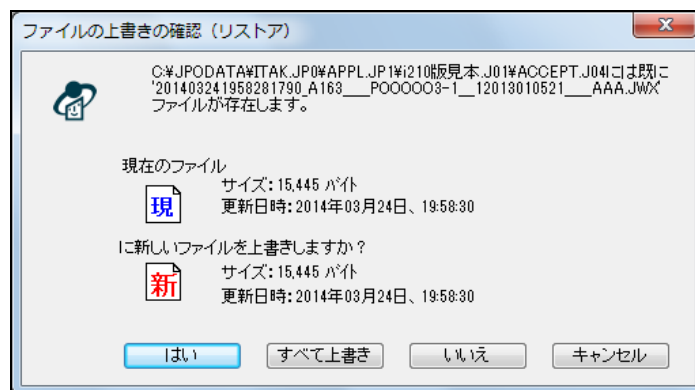 ファイルの上書きの確認（リストア）
C:¥JPODATA¥ITAK.JP0¥APPL.JP1¥i210版見本.J01¥ACCEPT.J04には既に
'201403241958281790_A163___POOOOO3-1__12013010521___AAA.JWX'
ファイルが存在します。
現在のファイル
現
サイズ：15,445 バイト
更新日時：2014年03月24日、19:58:30
に新しいファイルを上書きしますか？
新
サイズ：15,445 バイト
更新日時：2014年03月24日、19:58:30
はい
すべて上書き
いいえ
キャンセル